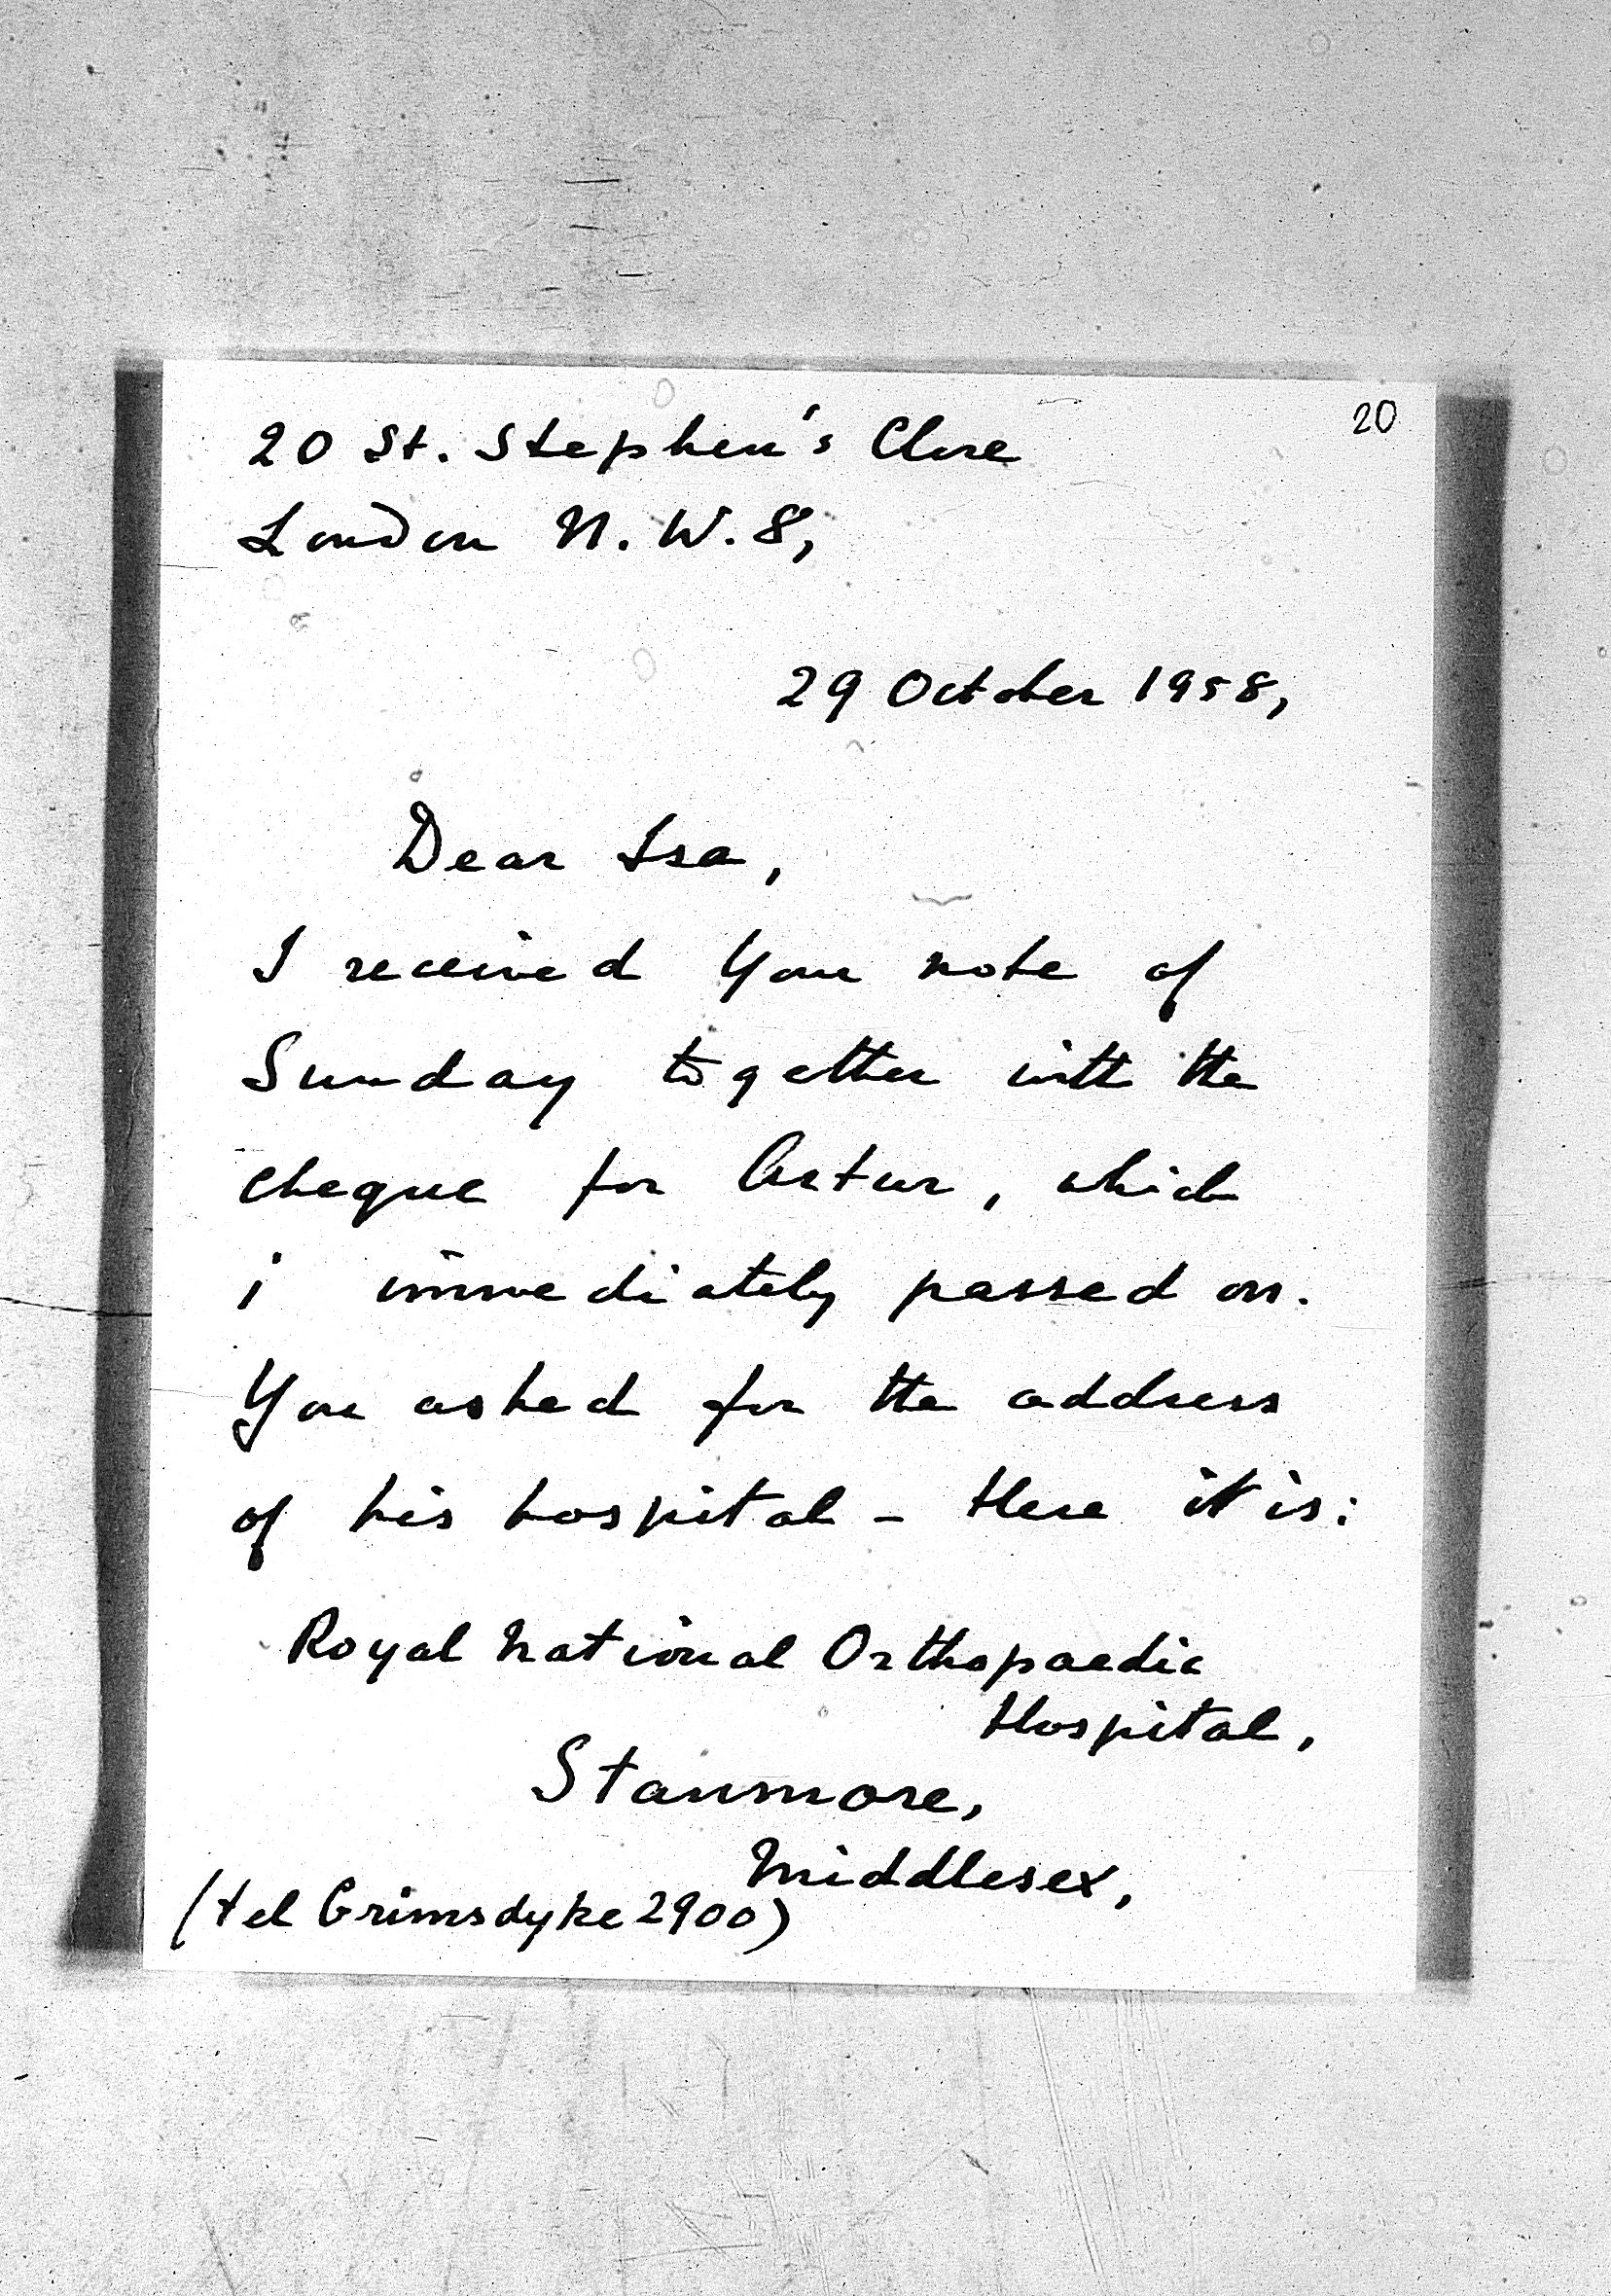 20
20 St. Stephen's Close
London N.W.8,
29 October 1958,
Dear Isa,
I received your note of
Sunday together with the
cheque for Artur, which
i immediately passed on.
You asked for the address
of his hospital - Here it is:
Royal National Orthopaedic
Hospital,
Stanmore,
Middlesex,
(tel Grimsdyke 2900)